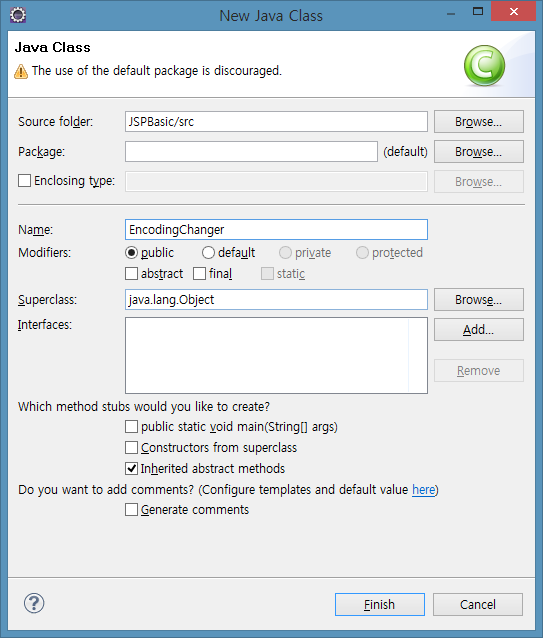 New Java Class
Java Class
The use of the default package is discouraged.
Source folder: JSPBasic/src Browse...
Package: (default) Browse...
Enclosing type: Browse...
Name: EncodingChanger
Modifiers: public default private protected
abstract final static
Superclass: java.lang.Object Browse...
Interfaces: Add...
Remove
Which method stubs would you like to create?
public static void main(String[] args)
Constructors from superclass
Inherited abstract methods
Do you want to add comments? (Configure templates and default value here)
Generate comments
? Finish Cancel